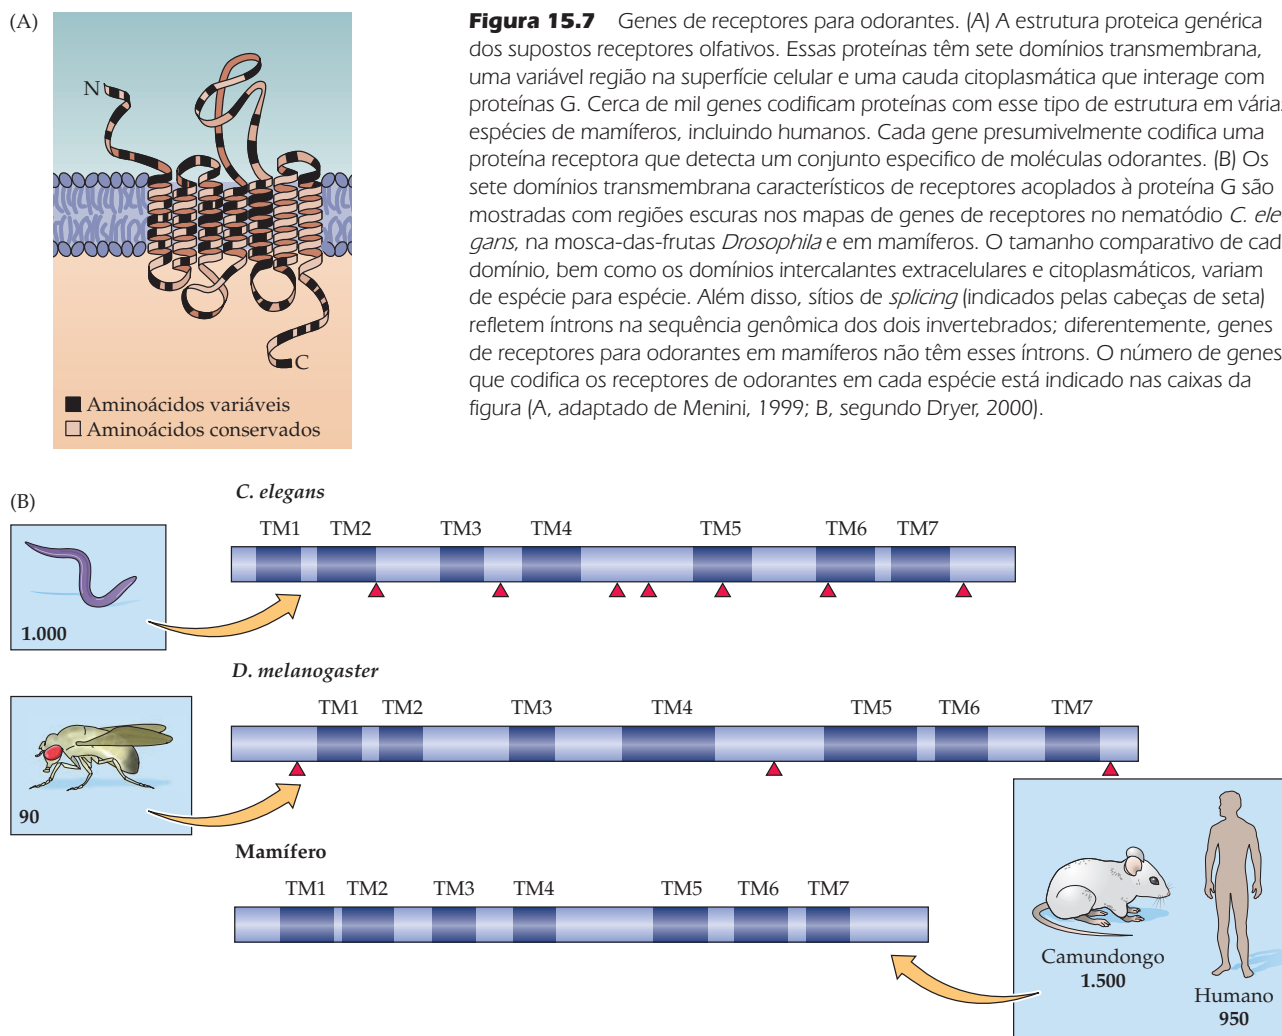 (A)
N
C
Aminoácidos variáveis
Aminoácidos conservados
Figura 15.7 Genes de receptores para odorantes. (A) A estrutura proteica genérica
dos supostos receptores olfativos. Essas proteínas têm sete domínios transmembrana,
uma variável região na superfície celular e uma cauda citoplasmática que interage com
proteínas G. Cerca de mil genes codificam proteínas com esse tipo de estrutura em vária
espécies de mamíferos, incluindo humanos. Cada gene presumivelmente codifica uma
proteína receptora que detecta um conjunto especifico de moléculas odorantes. (B) Os
sete domínios transmembrana característicos de receptores acoplados à proteína G são
mostradas com regiões escuras nos mapas de genes de receptores no nematódio C. ele
gans, na mosca-das-frutas Drosophila e em mamíferos. O tamanho comparativo de cad
domínio, bem como os domínios intercalantes extracelulares e citoplasmáticos, variam
de espécie para espécie. Além disso, sítios de splicing (indicados pelas cabeças de seta)
refletem íntrons na sequência genômica dos dois invertebrados; diferentemente, genes
de receptores para odorantes em mamíferos não têm esses íntrons. O número de genes
que codifica os receptores de odorantes em cada espécie está indicado nas caixas da
figura (A, adaptado de Menini, 1999; B, segundo Dryer, 2000).
(B)
C. elegans
TM1 TM2 TM3 TM4 TM5 TM6 TM7
1.000
D. melanogaster
TM1 TM2 TM3 TM4 TM5 TM6 TM7
90
Mamífero
TM1 TM2 TM3 TM4 TM5 TM6 TM7
Camundongo
1.500
Humano
950